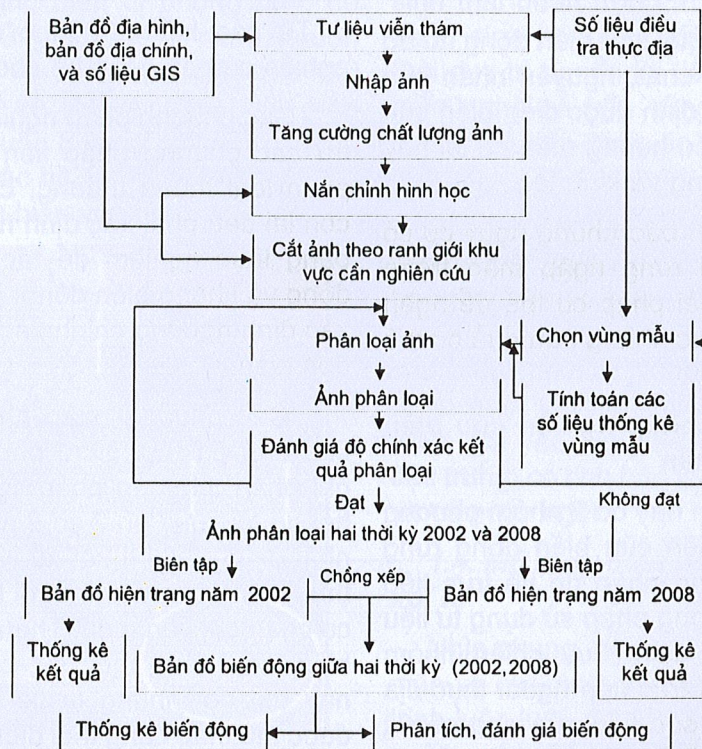 Bản đồ địa hình,
bản đồ địa chính,
và số liệu GIS
Tư liệu viễn thám
Số liệu điều
tra thực địa
Nhập ảnh
Tăng cường chất lượng ảnh
Nắn chỉnh hình học
Cắt ảnh theo ranh giới khu
vực cần nghiên cứu
Phân loại ảnh
Chọn vùng mẫu
Ảnh phân loại
Tính toán các
số liệu thống kê
vùng mẫu
Đánh giá độ chính xác kết
quả phân loại
Đạt
Không đạt
Ảnh phân loại hai thời kỳ 2002 và 2008
Biên tập
Chồng xếp
Biên tập
Bản đồ hiện trạng năm 2002
Bản đồ hiện trạng năm 2008
Thống kê
kết quả
Bản đồ biến động giữa hai thời kỳ (2002,2008)
Thống kê
kết quả
Thống kê biến động
Phân tích, đánh giá biến động